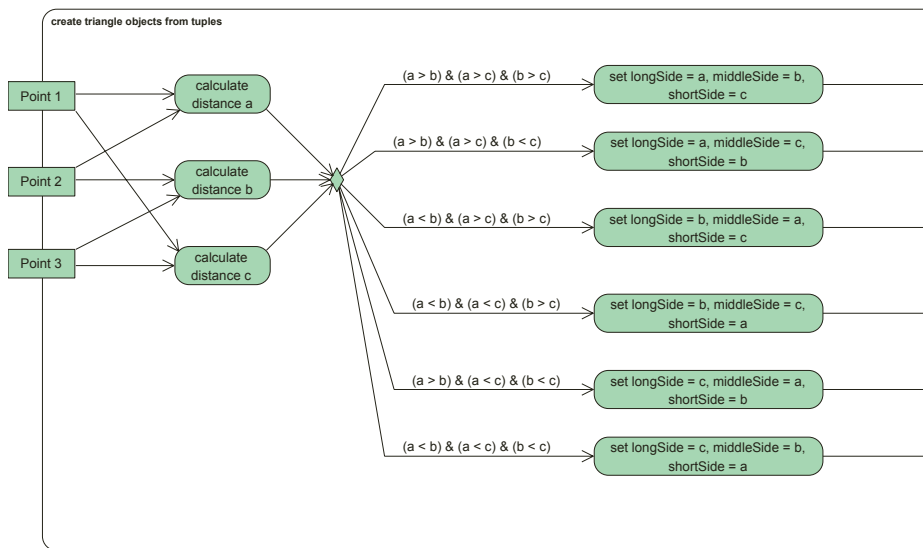 create triangle objects from tuples
Point 1
Point 2
Point 3
calculate
distance a
calculate
distance b
calculate
distance c
(a > b) & (a > c) & (b > c)
set longSide = a, middleSide = b,
shortSide = c
(a > b) & (a > c) & (b < c)
set longSide = a, middleSide = c,
shortSide = b
(a < b) & (a > c) & (b > c)
set longSide = b, middleSide = a,
shortSide = c
(a < b) & (a < c) & (b > c)
set longSide = b, middleSide = c,
shortSide = a
(a > b) & (a < c) & (b < c)
set longSide = c, middleSide = a,
shortSide = b
(a < b) & (a < c) & (b < c)
set longSide = c, middleSide = b,
shortSide = a